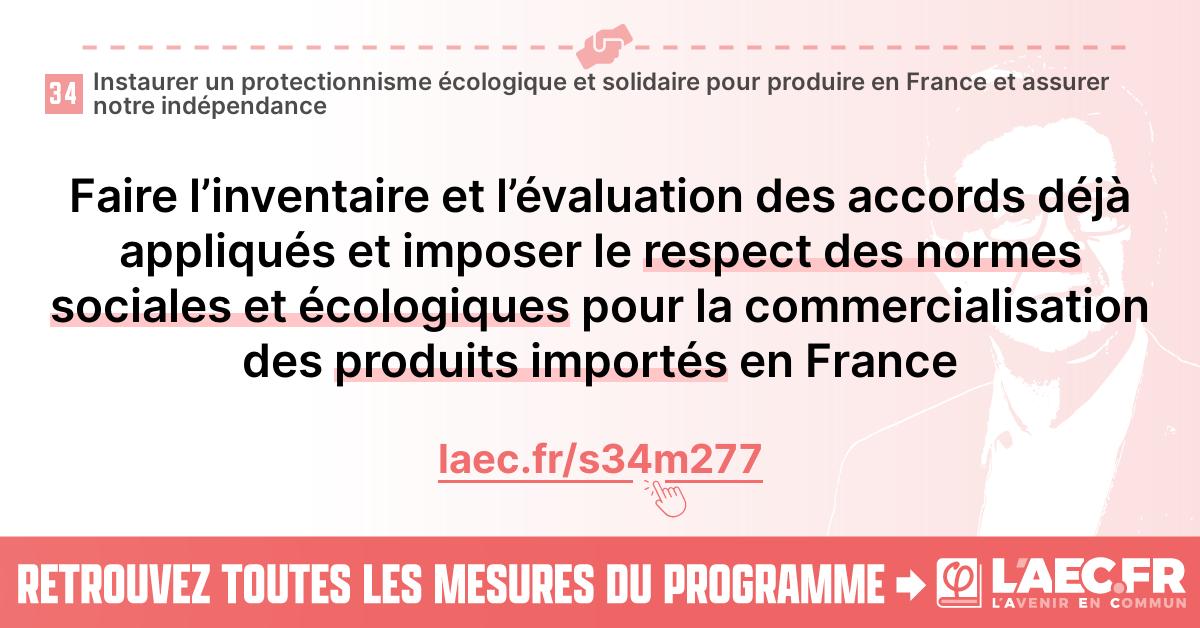 34 Instaurer un protectionnisme écologique et solidaire pour produire en France et assurer
notre indépendance
Faire l’inventaire et l’évaluation des accords déjà
appliqués et imposer le respect des normes
sociales et écologiques pour la commercialisation
des produits importés en France
laec.fr/s34m277
RETROUVEZ TOUTES LES MESURES DU PROGRAMME
φ L'AEC.FR
L'AVENIR EN COMMUN